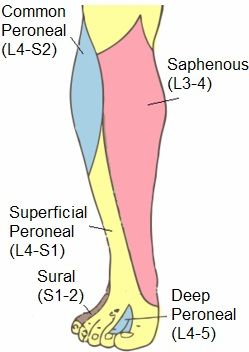 Common
Peroneal
(L4-S2)
Saphenous
(L3-4)
Superficial
Peroneal
(L4-S1)
Sural
(S1-2)
Deep
Peroneal
(L4-5)